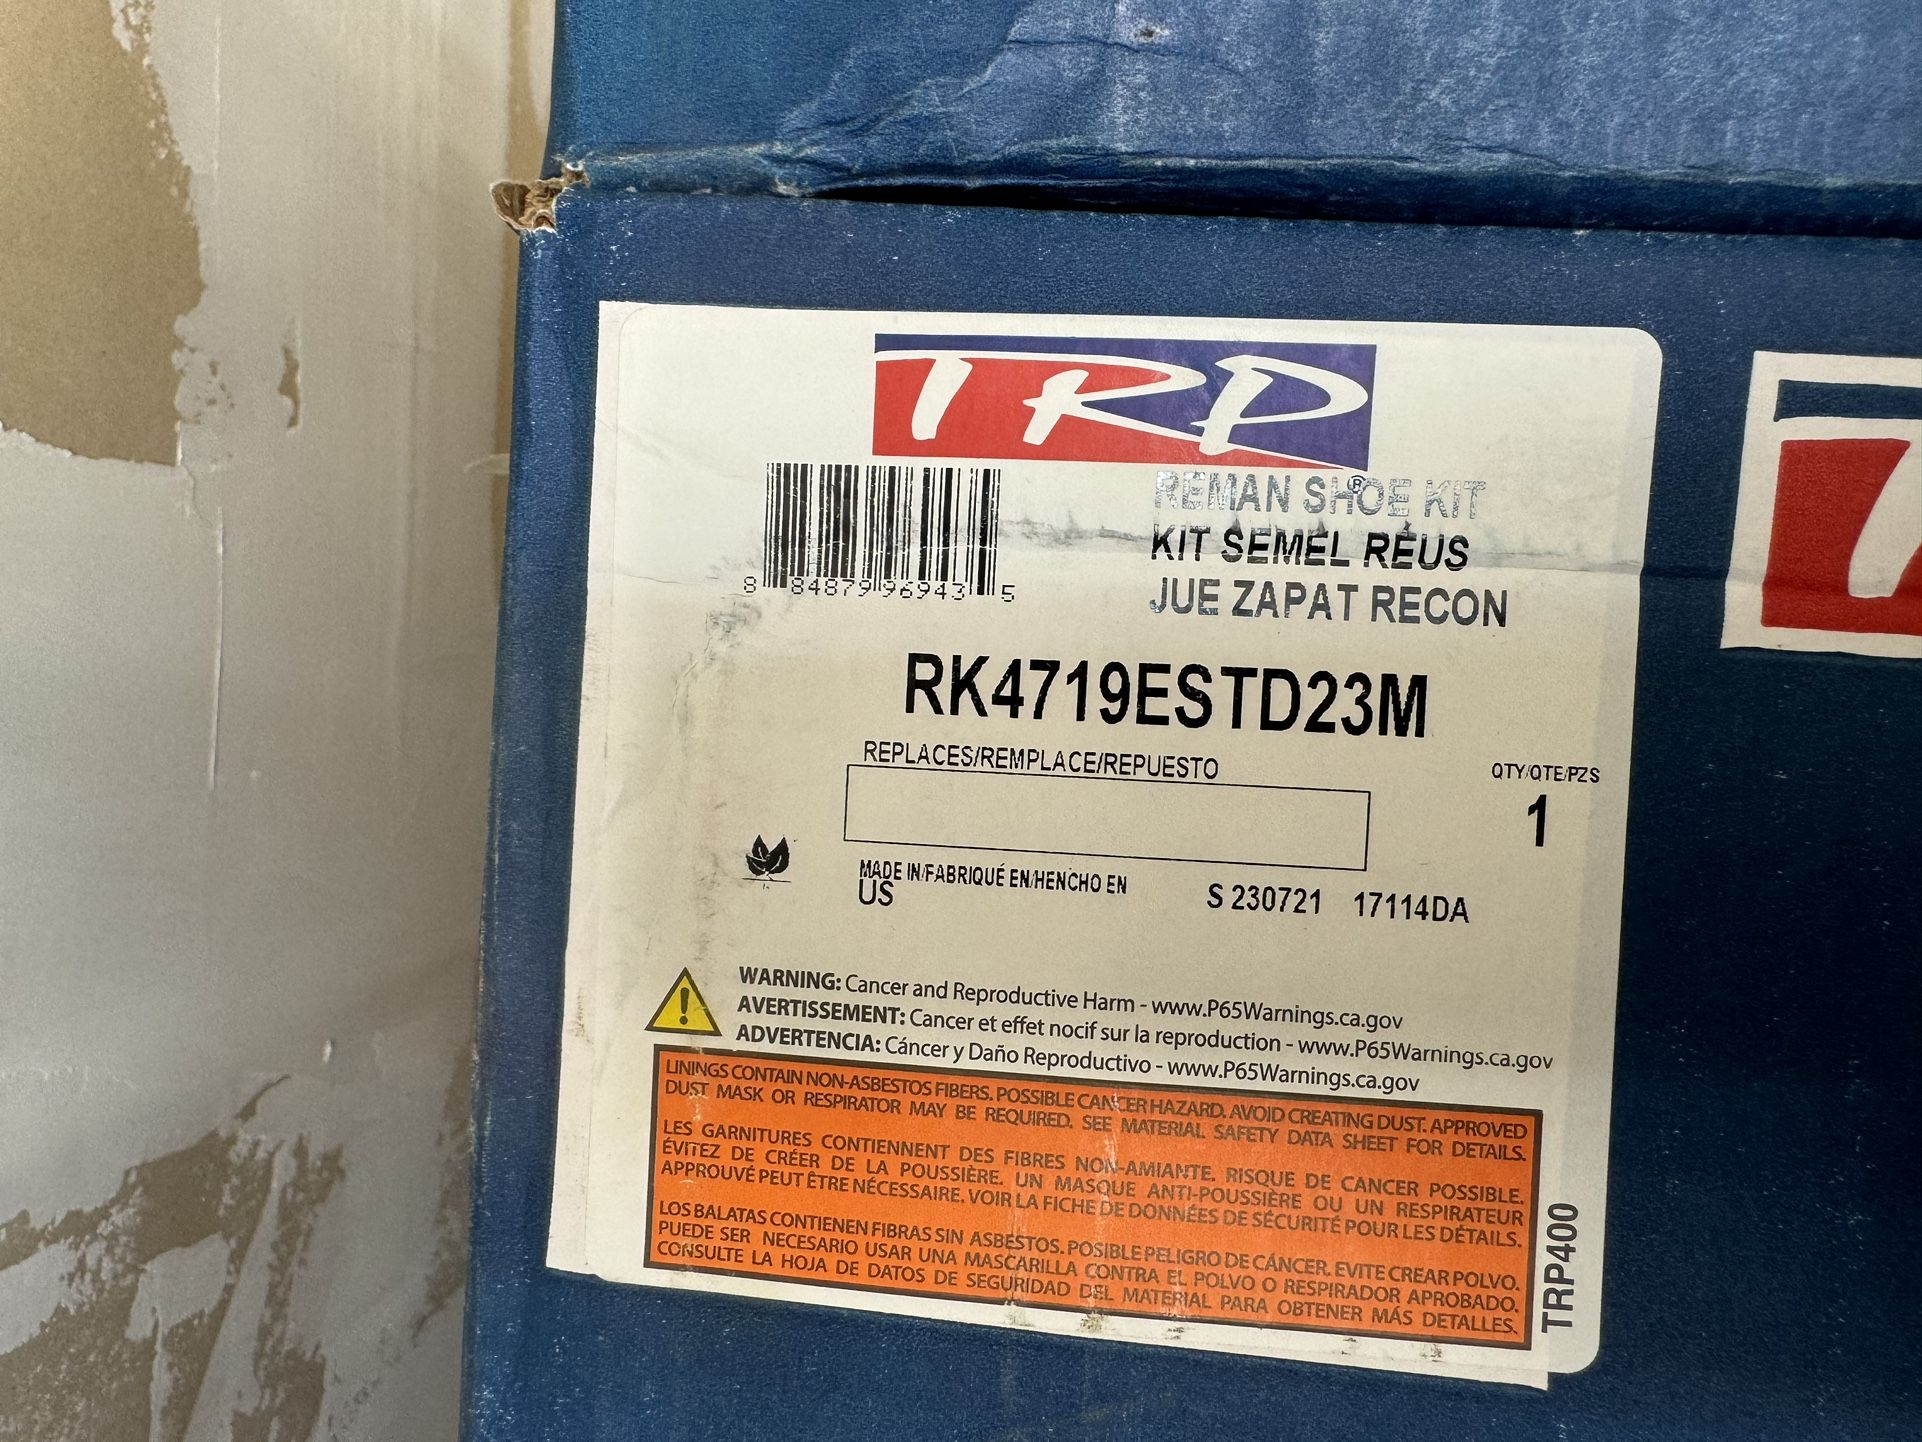 TRP
®
REMAN SHOE KIT
KIT SEMEL REUS
JUE ZAPAT RECON
8 84879 96943 5
RK4719ESTD23M
REPLACES/REMPLACE/REPUESTO
QTY/QTE/PZS
1
MADE IN/FABRIQUÉ EN/HENCHO EN
US
S 230721 17114DA
WARNING: Cancer and Reproductive Harm - www.P65Warnings.ca.gov
AVERTISSEMENT: Cancer et effet nocif sur la reproduction - www.P65Warnings.ca.gov
ADVERTENCIA: Cáncer y Daño Reproductivo - www.P65Warnings.ca.gov
LININGS CONTAIN NON-ASBESTOS FIBERS. POSSIBLE CANCER HAZARD. AVOID CREATING DUST. APPROVED
DUST MASK OR RESPIRATOR MAY BE REQUIRED. SEE MATERIAL SAFETY DATA SHEET FOR DETAILS.
LES GARNITURES CONTIENNENT DES FIBRES NON-AMIANTE. RISQUE DE CANCER POSSIBLE.
ÉVITEZ DE CRÉER DE LA POUSSIÈRE. UN MASQUE ANTI-POUSSIÈRE OU UN RESPIRATEUR
APPROUVÉ PEUT ÊTRE NÉCESSAIRE. VOIR LA FICHE DE DONNÉES DE SÉCURITÉ POUR LES DÉTAILS.
LOS BALATAS CONTIENEN FIBRAS SIN ASBESTOS. POSIBLE PELIGRO DE CÁNCER. EVITE CREAR POLVO.
PUEDE SER NECESARIO USAR UNA MASCARILLA CONTRA EL POLVO O RESPIRADOR APROBADO.
CONSULTE LA HOJA DE DATOS DE SEGURIDAD DEL MATERIAL PARA OBTENER MÁS DETALLES.
TRP400